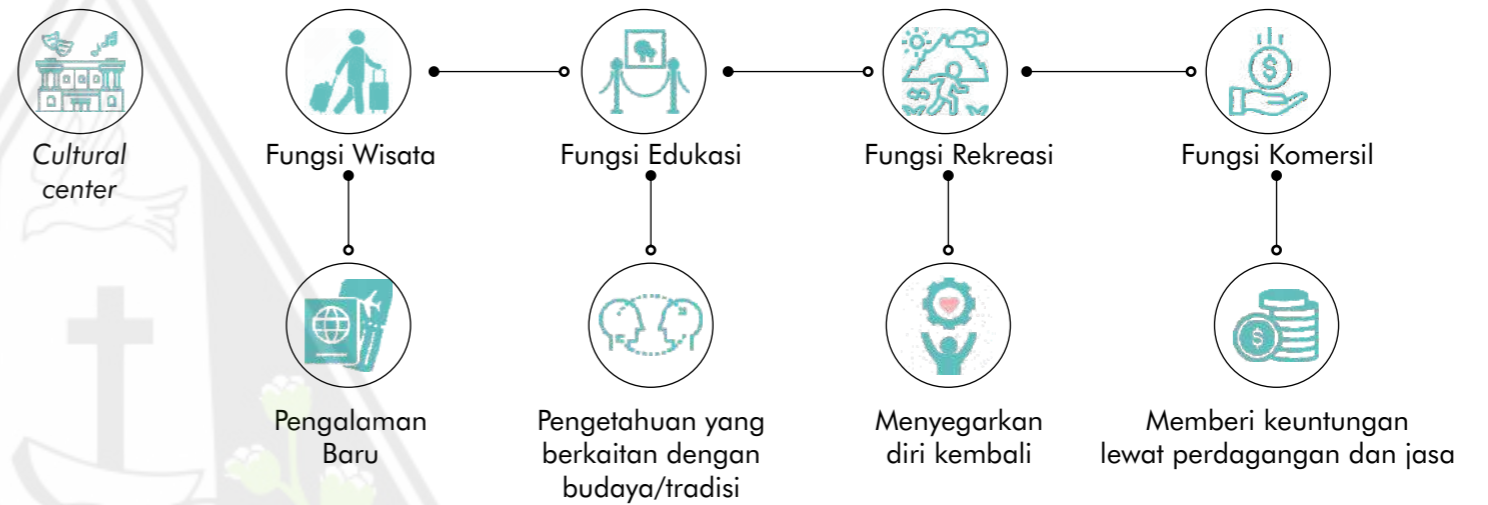 Cultural
center
Fungsi Wisata
Fungsi Edukasi
Fungsi Rekreasi
Fungsi Komersil
Pengalaman
Baru
Pengetahuan yang
berkaitan dengan
budaya/tradisi
Menyegarkan
diri kembali
Memberi keuntungan
lewat perdagangan dan jasa